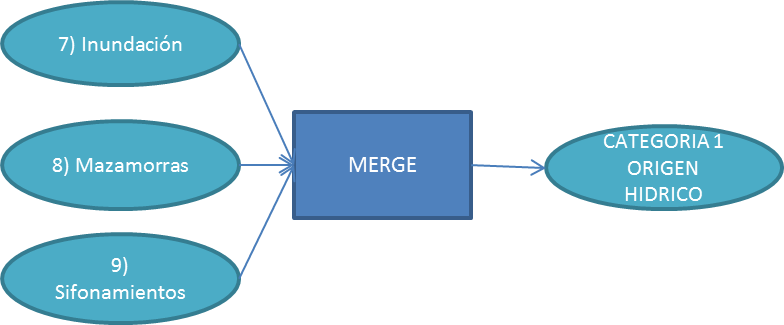 7) Inundación
8) Mazamorras
9)
Sifonamientos
MERGE
CATEGORIA 1
ORIGEN
HIDRICO